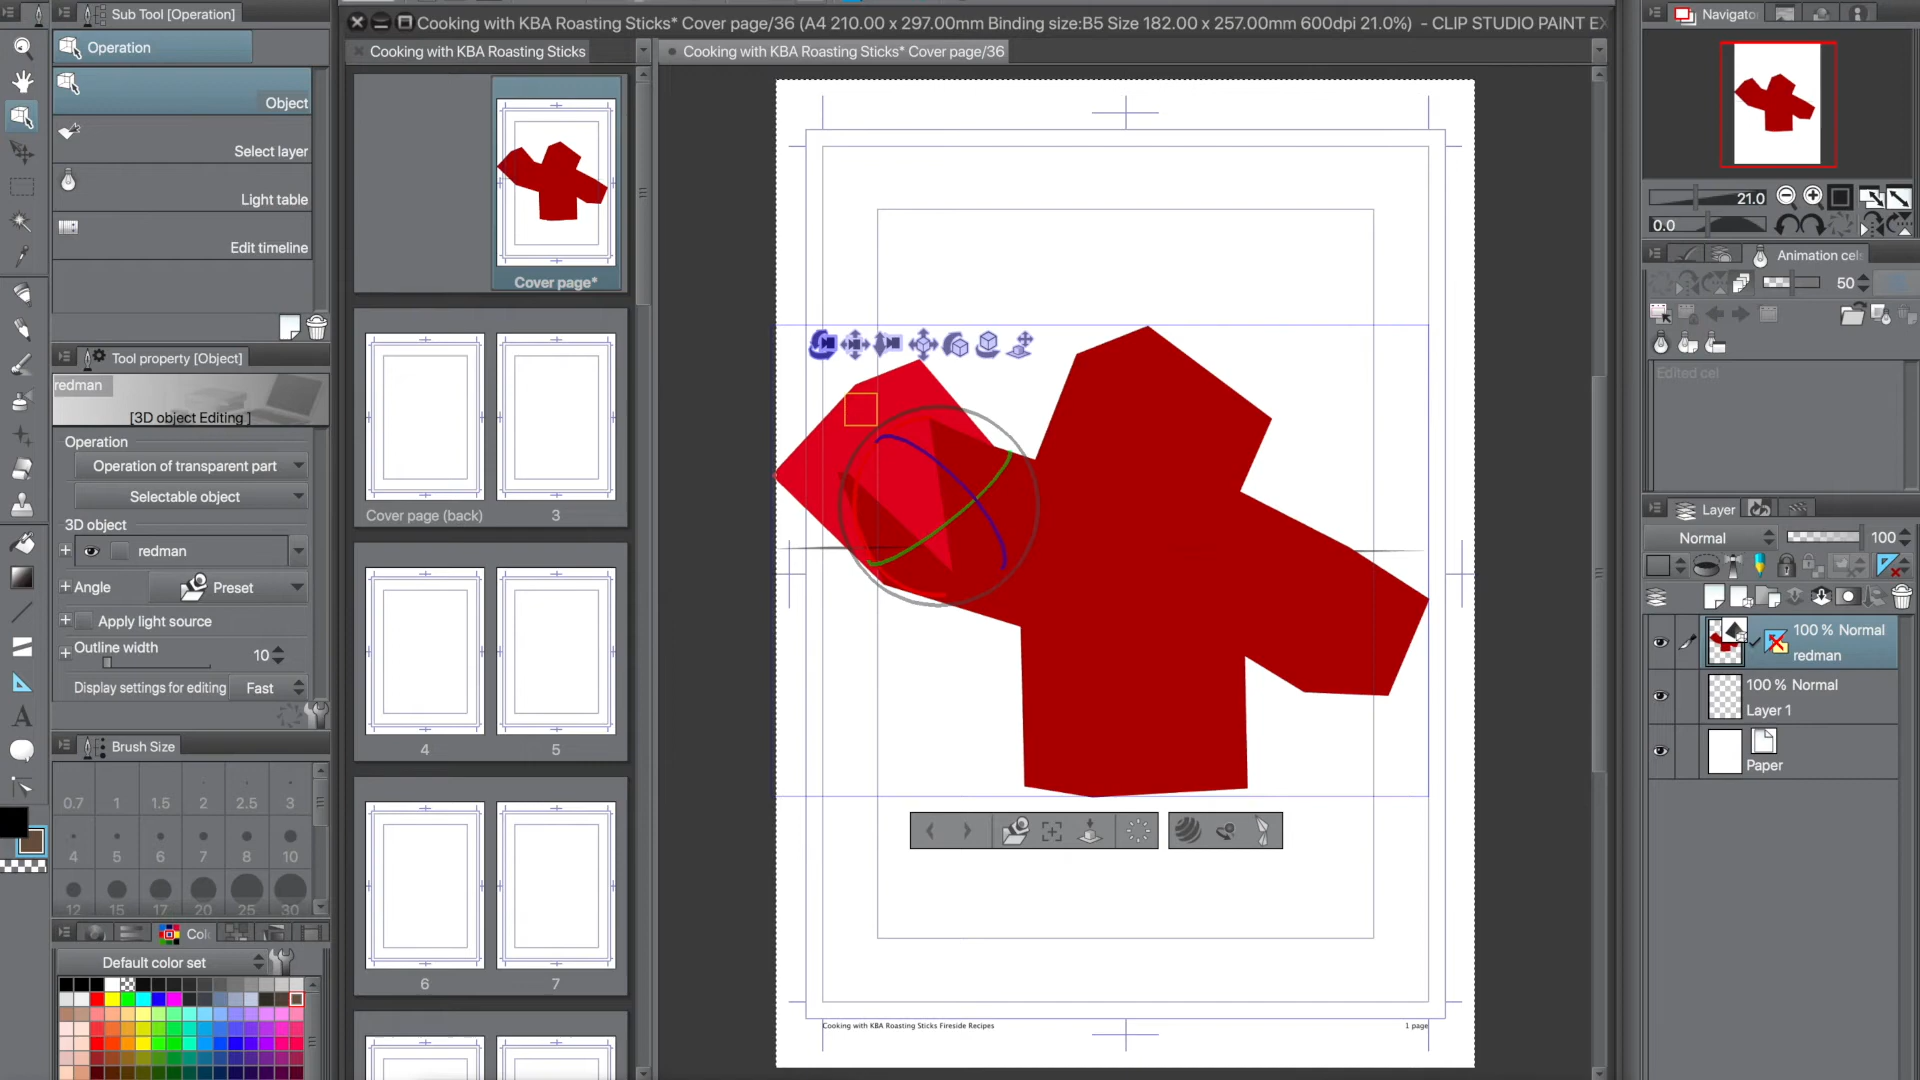 Sub Tool [Operation]
Operation
Object
Select layer
Light table
Edit timeline
Tool property [Object]
redman
[3D object Editing ]
Operation
Operation of transparent part
Selectable object
3D object
redman
Angle
Preset
Apply light source
Outline width
10
Display settings for editing
Fast
Brush Size
0.7 1 1.5 2 2.5 3
4 5 6 7 8 10
12 15 17 20 25 30
Default color set
Cooking with KBA Roasting Sticks* Cover page/36 (A4 210.00 x 297.00mm Binding size:B5 Size 182.00 x 257.00mm 600dpi 21.0%) - CLIP STUDIO PAINT EX
Cooking with KBA Roasting Sticks
Cooking with KBA Roasting Sticks* Cover page/36
Cover page*
Cover page (back)
3
4
5
6
7
Cooking with KBA Roasting Sticks Fireside Recipes
1 page
Navigator
21.0
0.0
Animation cel
50
Edited cel
Layer
Normal
100
100 % Normal
redman
100 % Normal
Layer 1
Paper